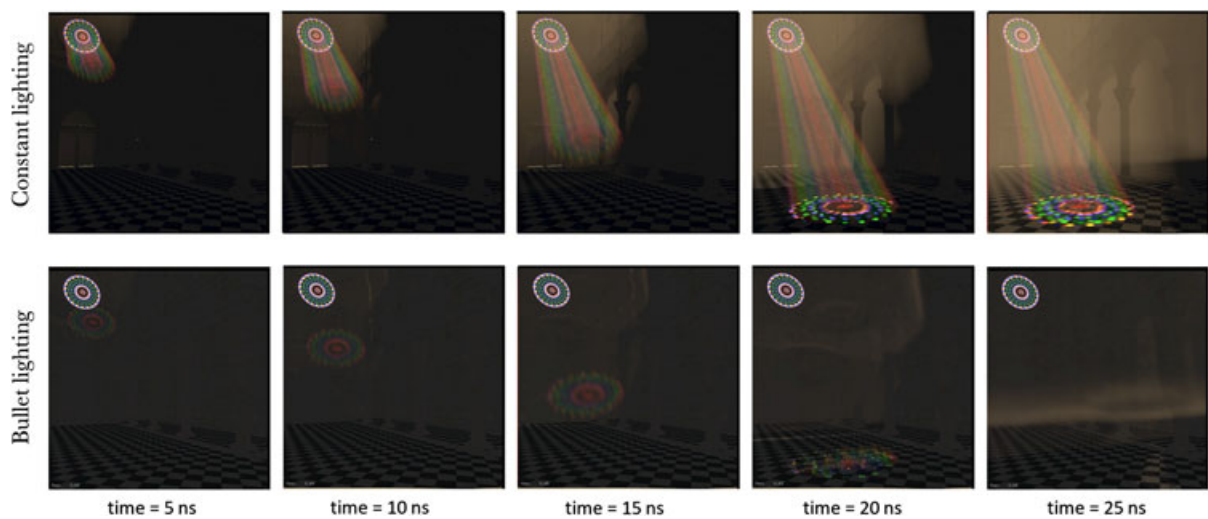 Constant lighting
Bullet lighting
time = 5 ns
time = 10 ns
time = 15 ns
time = 20 ns
time = 25 ns